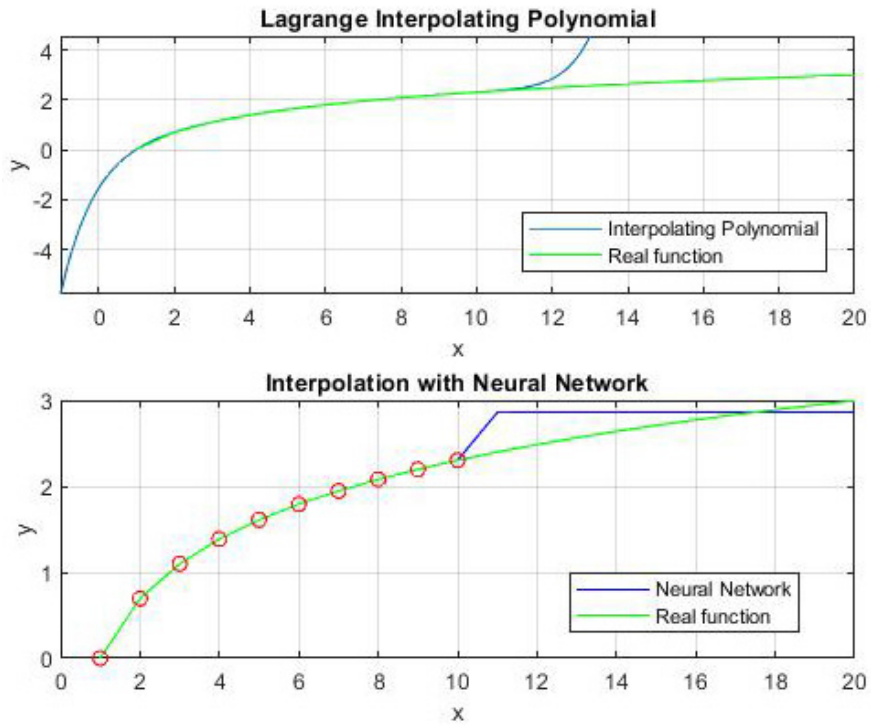 Lagrange Interpolating Polynomial
4
2
0
-2
-4
y
Interpolating Polynomial
Real function
0 2 4 6 8 10 12 14 16 18 20
x
Interpolation with Neural Network
3
2
1
0
y
Neural Network
Real function
0 2 4 6 8 10 12 14 16 18 20
x